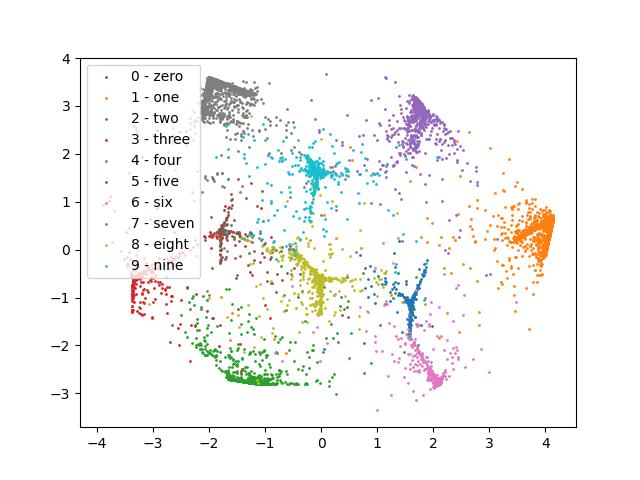 4
3
2
1
0
−1
−2
−3
−4
−3
−2
−1
0
1
2
3
4
0 - zero
1 - one
2 - two
3 - three
4 - four
5 - five
6 - six
7 - seven
8 - eight
9 - nine